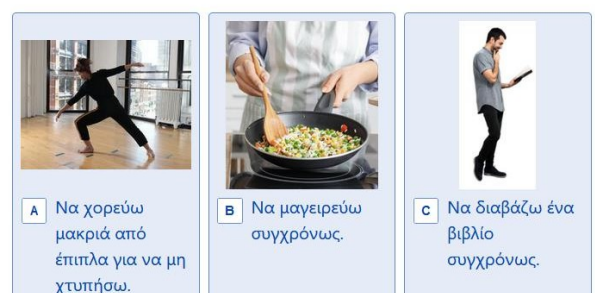 A Να χορεύω
μακριά από
έπιπλα για να μη
χτυπήσω.
B Να μαγειρεύω
συγχρόνως.
C Να διαβάζω ένα
βιβλίο
συγχρόνως.